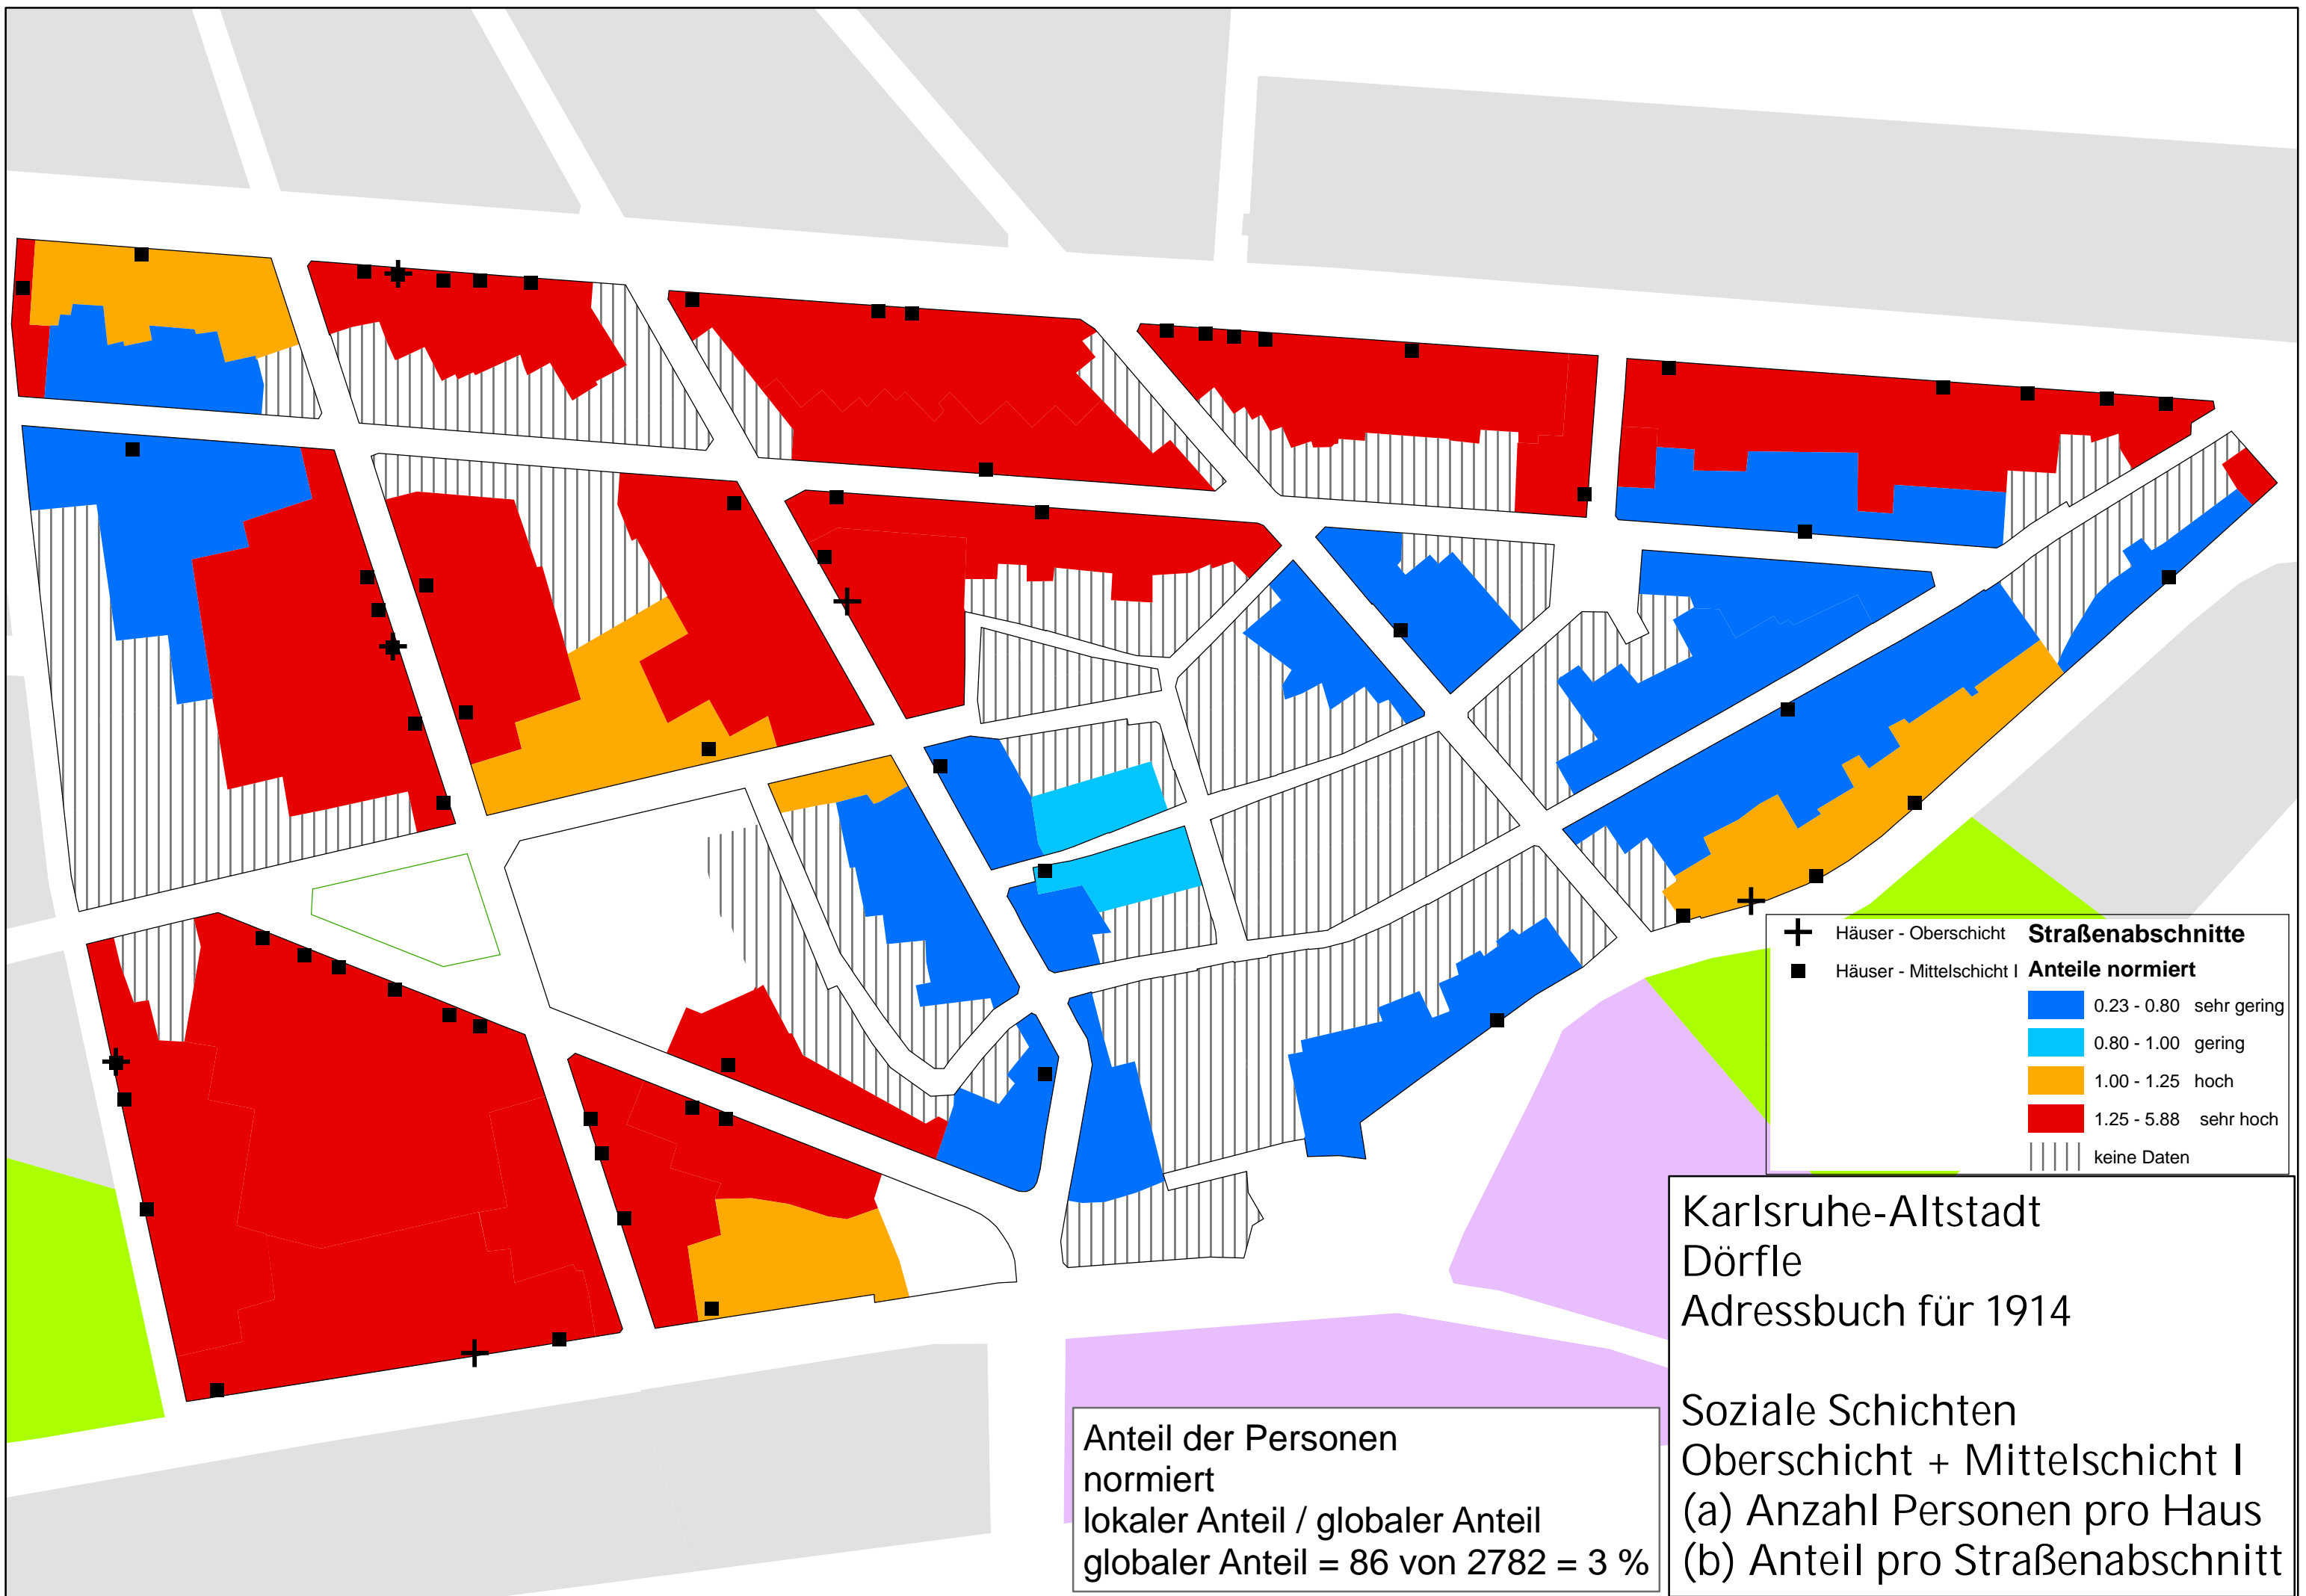 Häuser - Oberschicht
Häuser - Mittelschicht I
Straßenabschnitte
Anteile normiert
0.23 - 0.80 sehr gering
0.80 - 1.00 gering
1.00 - 1.25 hoch
1.25 - 5.88 sehr hoch
keine Daten
Karlsruhe-Altstadt
Dörfle
Adressbuch für 1914
Soziale Schichten
Oberschicht + Mittelschicht I
(a) Anzahl Personen pro Haus
(b) Anteil pro Straßenabschnitt
Anteil der Personen
normiert
lokaler Anteil / globaler Anteil
globaler Anteil = 86 von 2782 = 3 %